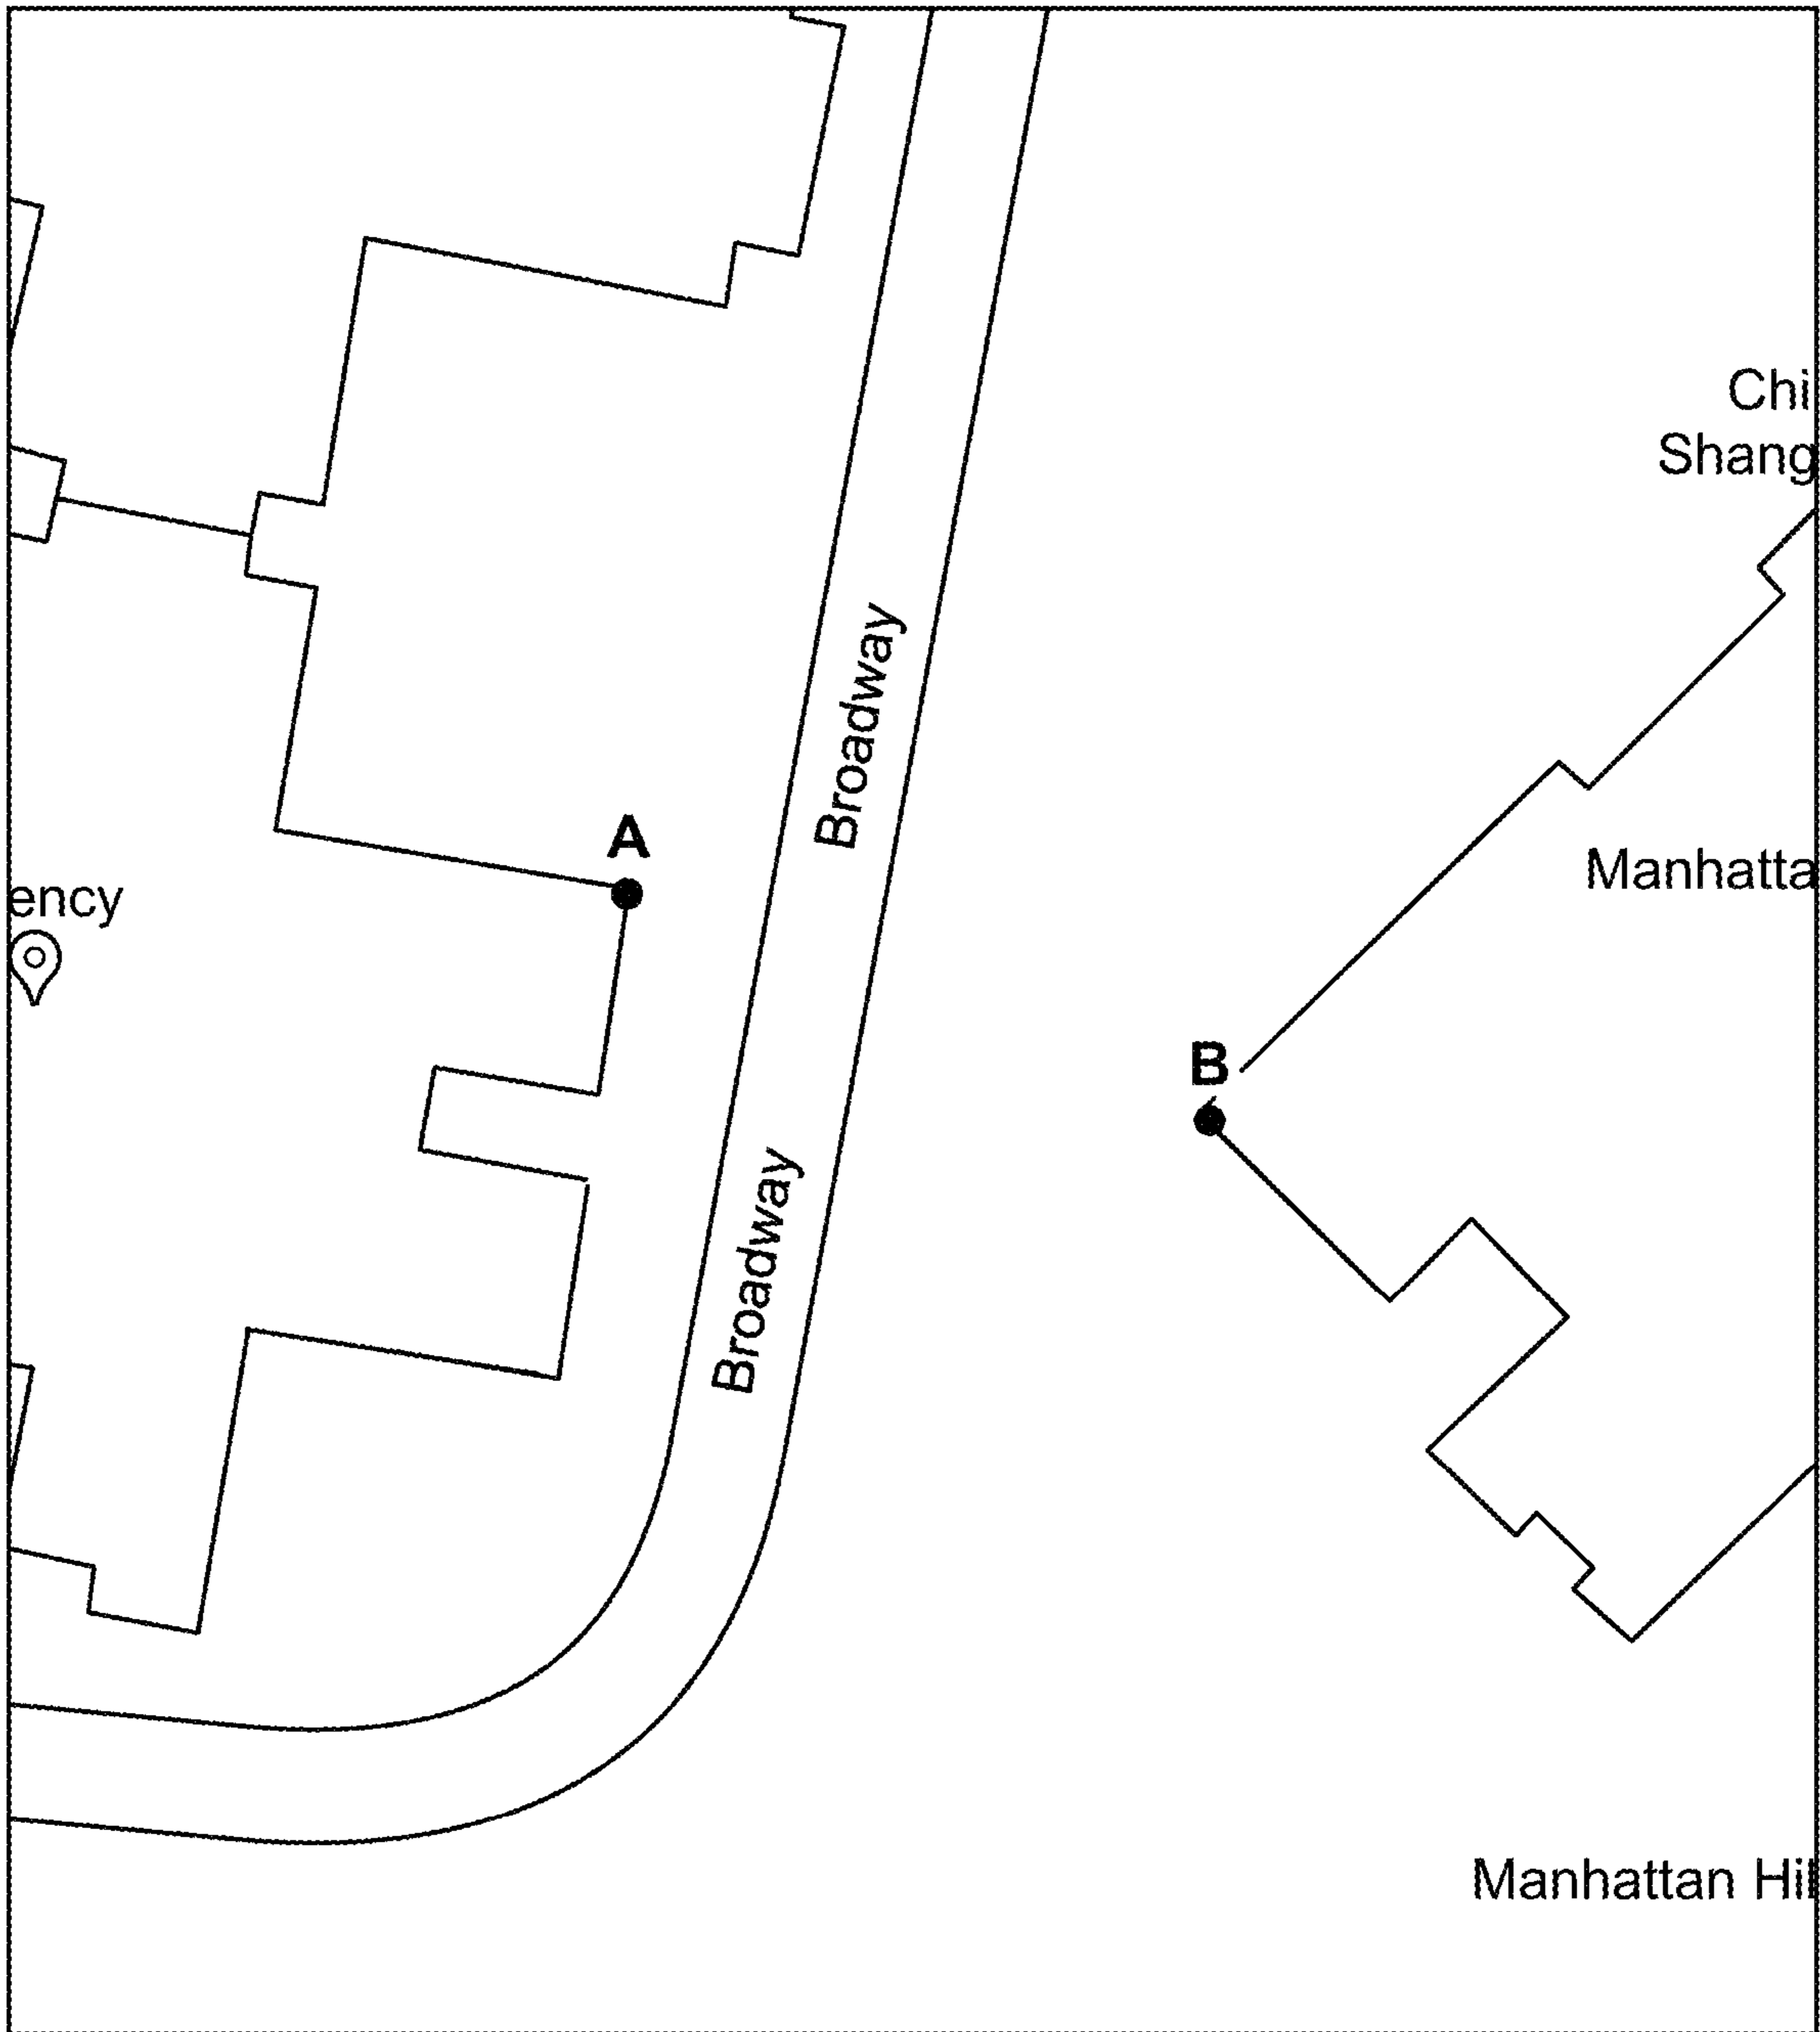 Chi
Shang
Broadway
A
Manhatta
ency
B
Broadway
Manhattan Hil